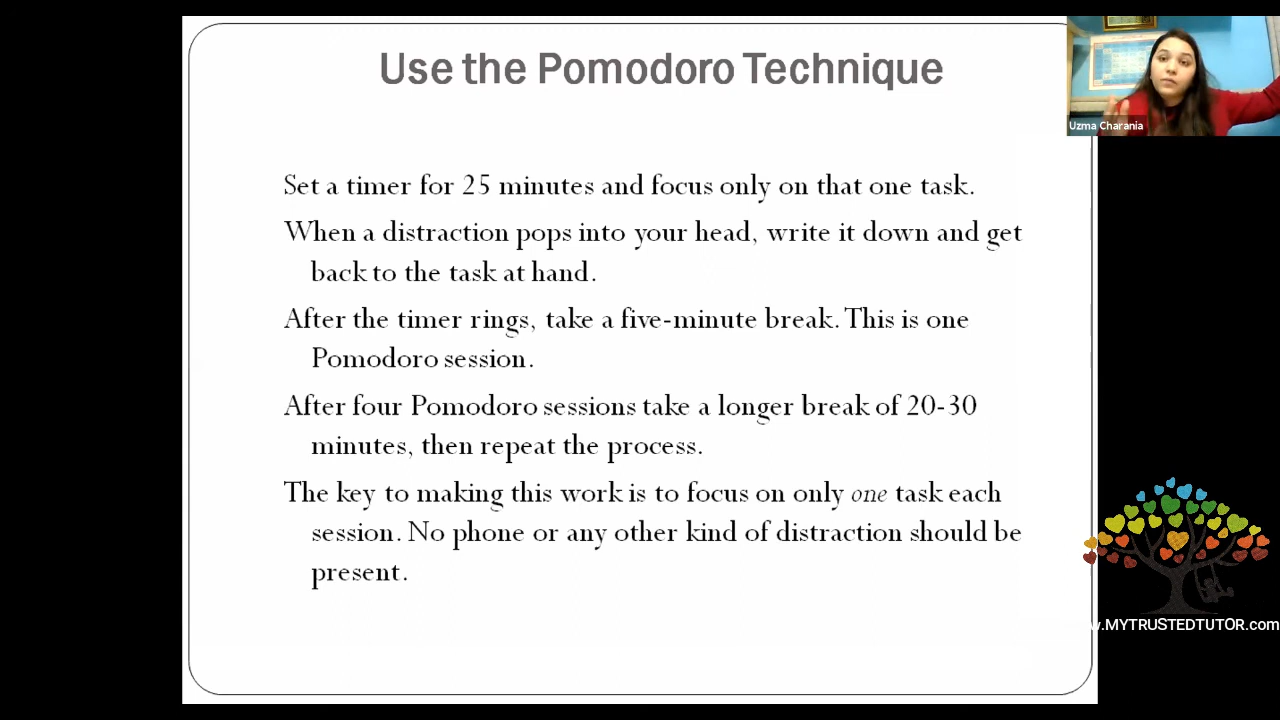 Use the Pomodoro Technique
Uzma Charania
Set a timer for 25 minutes and focus only on that one task.
When a distraction pops into your head, write it down and get
back to the task at hand.
After the timer rings, take a five-minute break. This is one
Pomodoro session.
After four Pomodoro sessions take a longer break of 20-30
minutes, then repeat the process.
The key to making this work is to focus on only one task each
session. No phone or any other kind of distraction should be
present.
w.MYTRUSTEDTUTOR.com